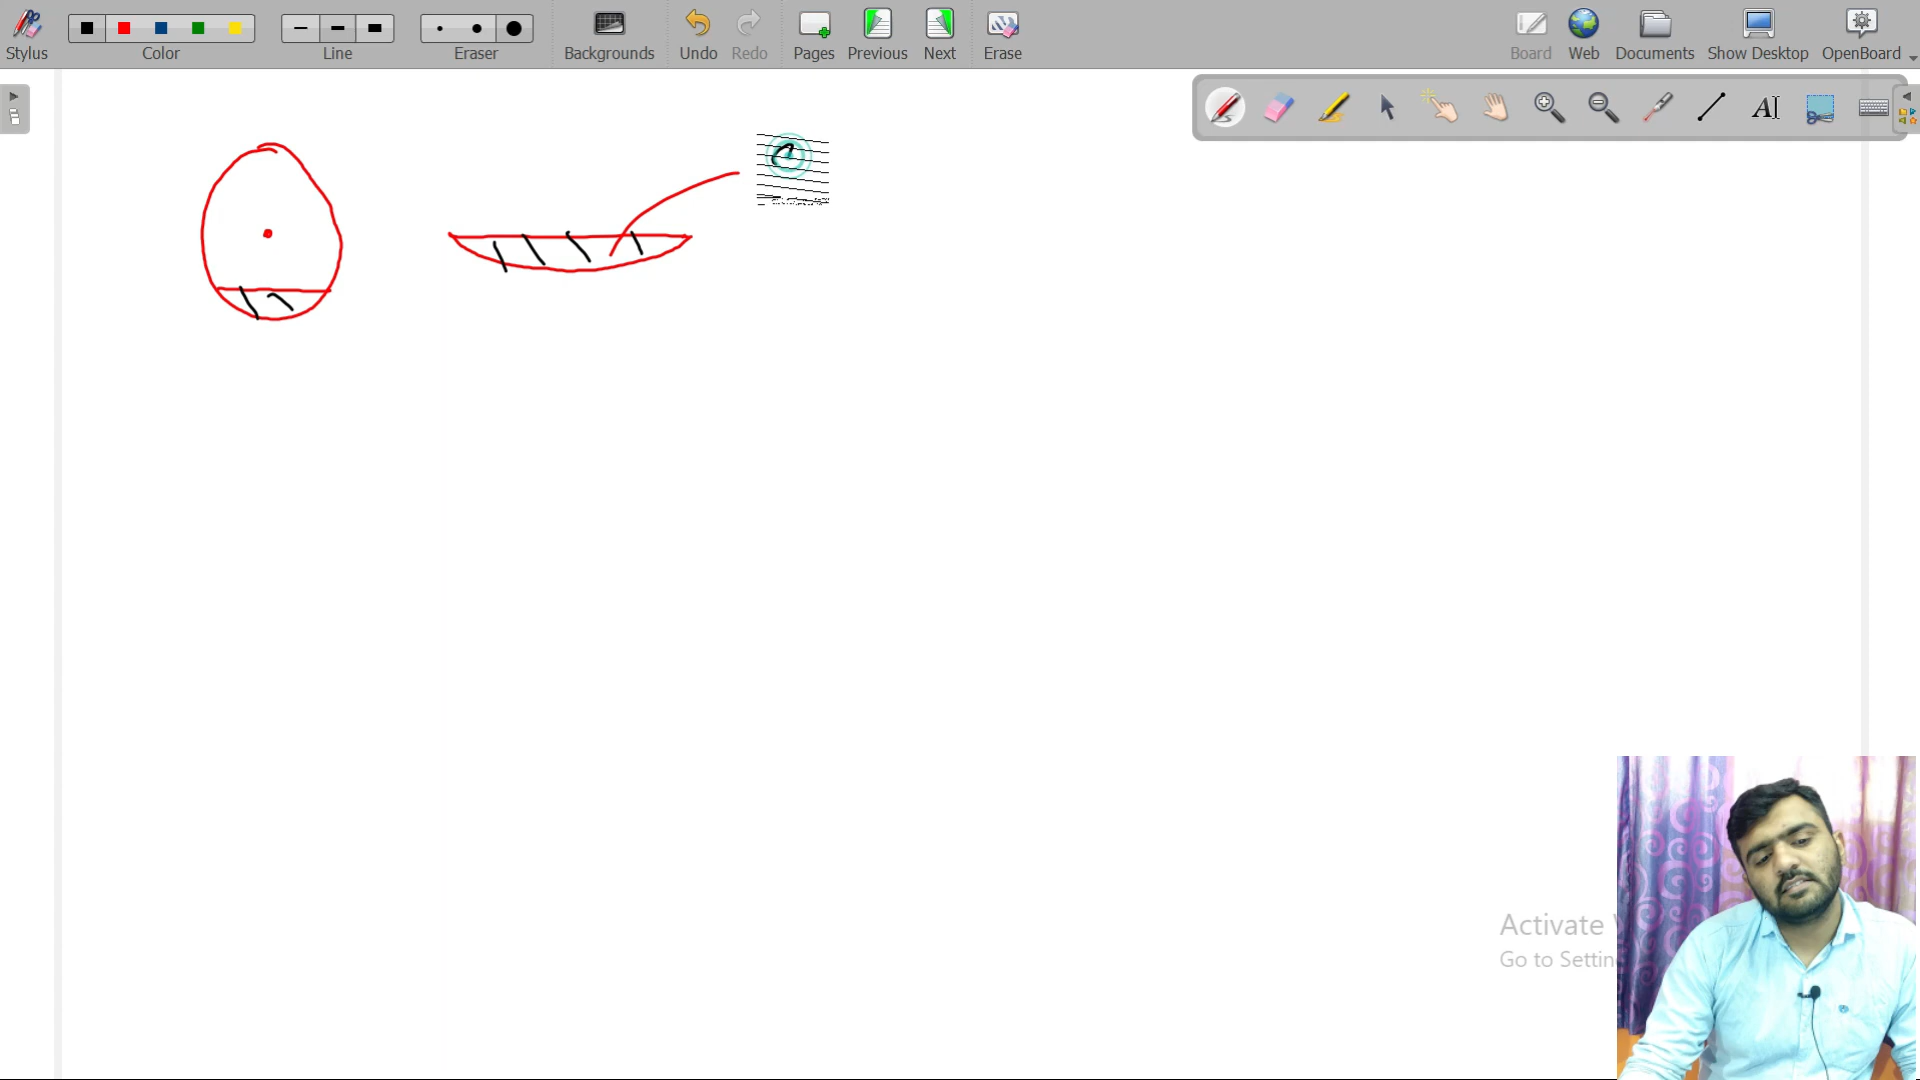 Stylus
Color
Line
Eraser
Backgrounds
Undo
Redo
Pages
Previous
Next
Erase
Board
Web
Documents
Show Desktop
OpenBoard
Activate
Go to Settin